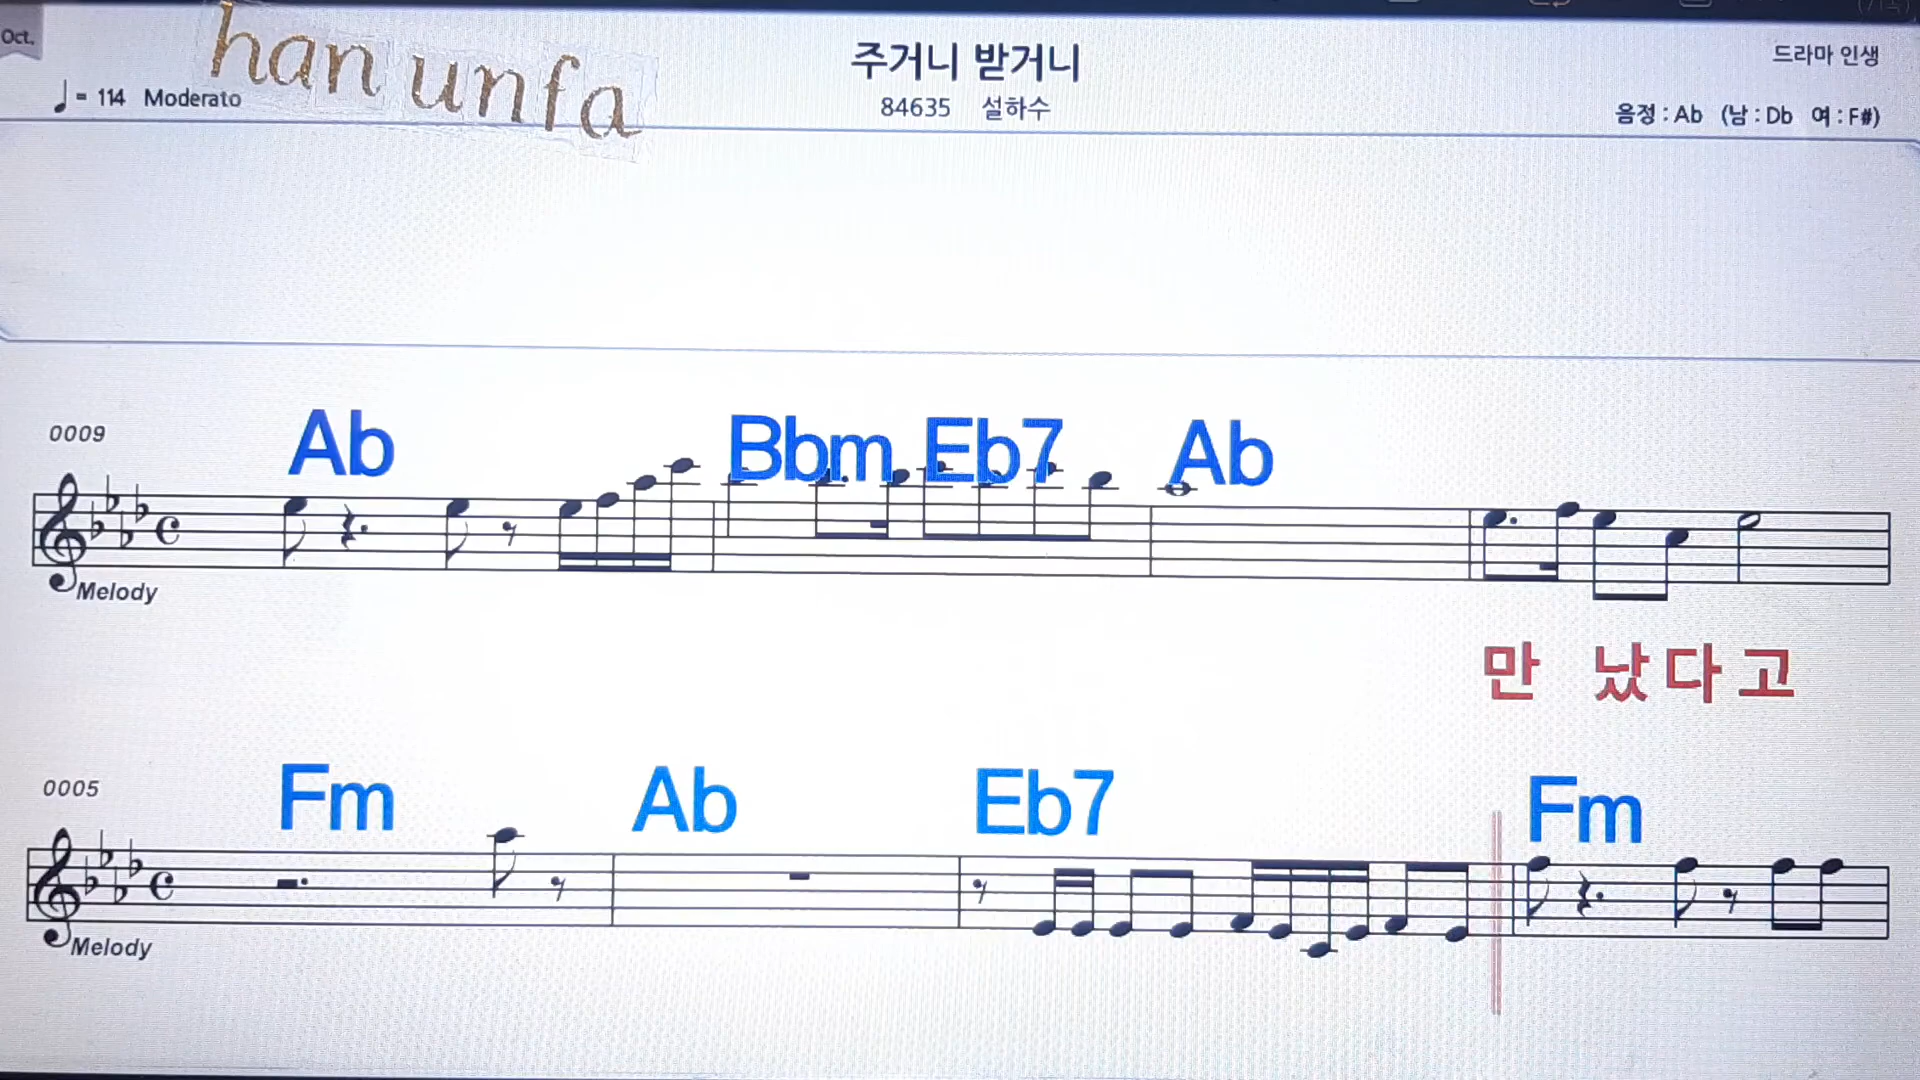 Oct.
han unfa
주거니 받거니
드라마 인생
♩= 114 Moderato
84635 설하수
음정 : Ab (남 : Db 여 : F#)
0009
Ab Bbm Eb7 Ab
Melody
만 났 다 고
0005
Fm Ab Eb7 Fm
Melody